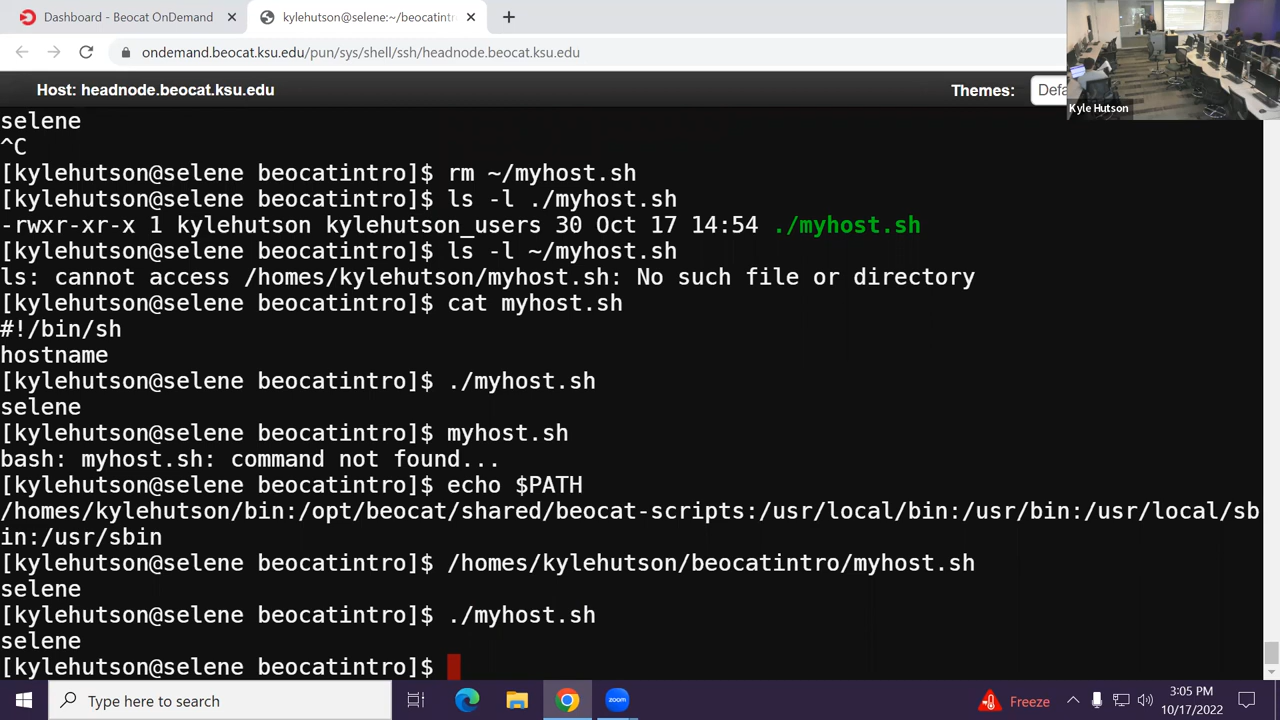 Dashboard - Beocat OnDemand
kylehutson@selene:~/beocatintr
ondemand.beocat.ksu.edu/pun/sys/shell/ssh/headnode.beocat.ksu.edu
Host: headnode.beocat.ksu.edu
Themes:
Defa
Kyle Hutson
selene
^C
[kylehutson@selene beocatintro]$ rm ~/myhost.sh
[kylehutson@selene beocatintro]$ ls -l ./myhost.sh
-rwxr-xr-x 1 kylehutson kylehutson_users 30 Oct 17 14:54 ./myhost.sh
[kylehutson@selene beocatintro]$ ls -l ~/myhost.sh
ls: cannot access /homes/kylehutson/myhost.sh: No such file or directory
[kylehutson@selene beocatintro]$ cat myhost.sh
#!/bin/sh
hostname
[kylehutson@selene beocatintro]$ ./myhost.sh
selene
[kylehutson@selene beocatintro]$ myhost.sh
bash: myhost.sh: command not found...
[kylehutson@selene beocatintro]$ echo $PATH
/homes/kylehutson/bin:/opt/beocat/shared/beocat-scripts:/usr/local/bin:/usr/bin:/usr/local/sb
in:/usr/sbin
[kylehutson@selene beocatintro]$ /homes/kylehutson/beocatintro/myhost.sh
selene
[kylehutson@selene beocatintro]$ ./myhost.sh
selene
[kylehutson@selene beocatintro]$
Type here to search
zoom
Freeze
3:05 PM
10/17/2022